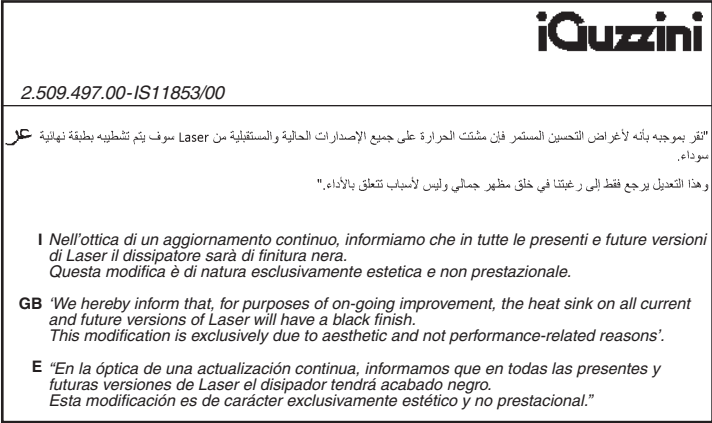 iGuzzini
2.509.497.00-IS11853/00
عر "نقر بموجبه بأنه لأغراض التحسين المستمر فإن مشتت الحرارة على جميع الإصدارات الحالية والمستقبلية من Laser سوف يتم تشطيبه بطبقة نهائية
سوداء.
وهذا التعديل يرجع فقط إلى رغبتنا في خلق مظهر جمالي وليس لأسباب تتعلق بالأداء."
I Nell'ottica di un aggiornamento continuo, informiamo che in tutte le presenti e future versioni
di Laser il dissipatore sarà di finitura nera.
Questa modifica è di natura esclusivamente estetica e non prestazionale.
GB ‘We hereby inform that, for purposes of on-going improvement, the heat sink on all current
and future versions of Laser will have a black finish.
This modification is exclusively due to aesthetic and not performance-related reasons’.
E “En la óptica de una actualización continua, informamos que en todas las presentes y
futuras versiones de Laser el disipador tendrá acabado negro.
Esta modificación es de carácter exclusivamente estético y no prestacional.”